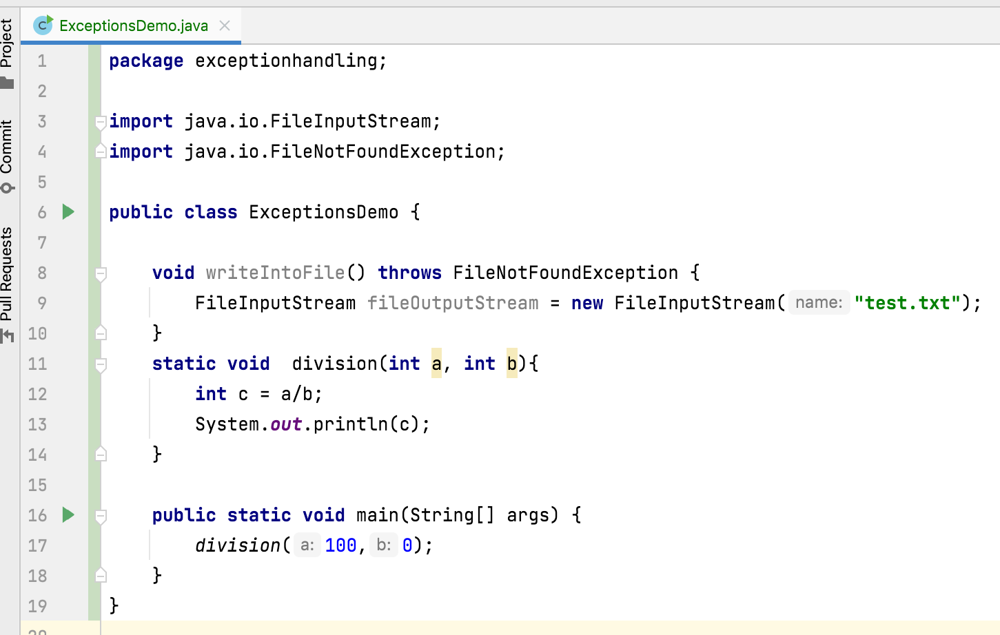 ExceptionsDemo.java
Project
Commit
Pull Requests
1 package exceptionhandling;
2
3 import java.io.FileInputStream;
4 import java.io.FileNotFoundException;
5
6 public class ExceptionsDemo {
7
8 void writeIntoFile() throws FileNotFoundException {
9 FileInputStream fileOutputStream = new FileInputStream( name: "test.txt");
10 }
11 static void  division(int a, int b){
12 int c = a/b;
13 System.out.println(c);
14 }
15
16 public static void main(String[] args) {
17 division( a: 100, b: 0);
18 }
19 }